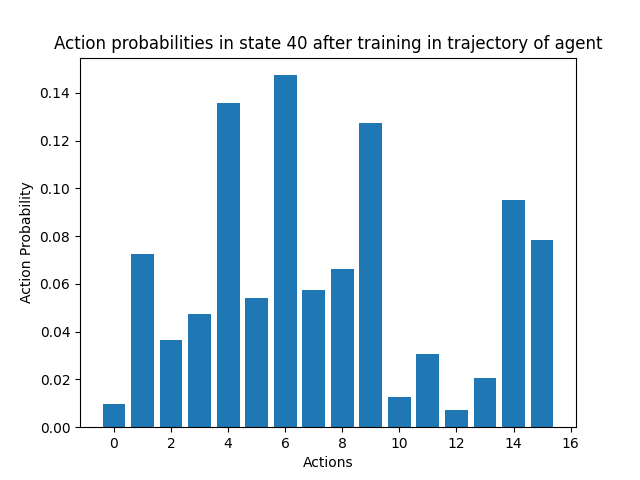 Action probabilities in state 40 after training in trajectory of agent
0.14
0.12
0.10
0.08
0.06
0.04
0.02
0.00
Action Probability
0 2 4 6 8 10 12 14 16
Actions